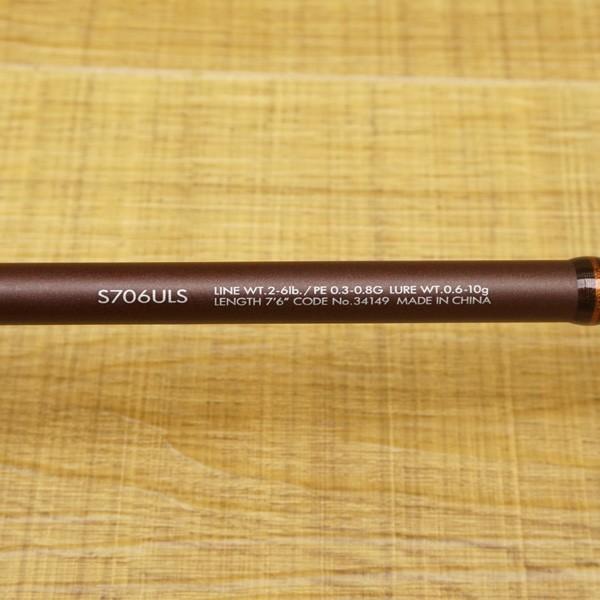 S706ULS
LINE WT.2-6lb./PE 0.3-0.8G LURE WT.0.6-10g
LENGTH 7'6" CODE No.34149 MADE IN CHINA